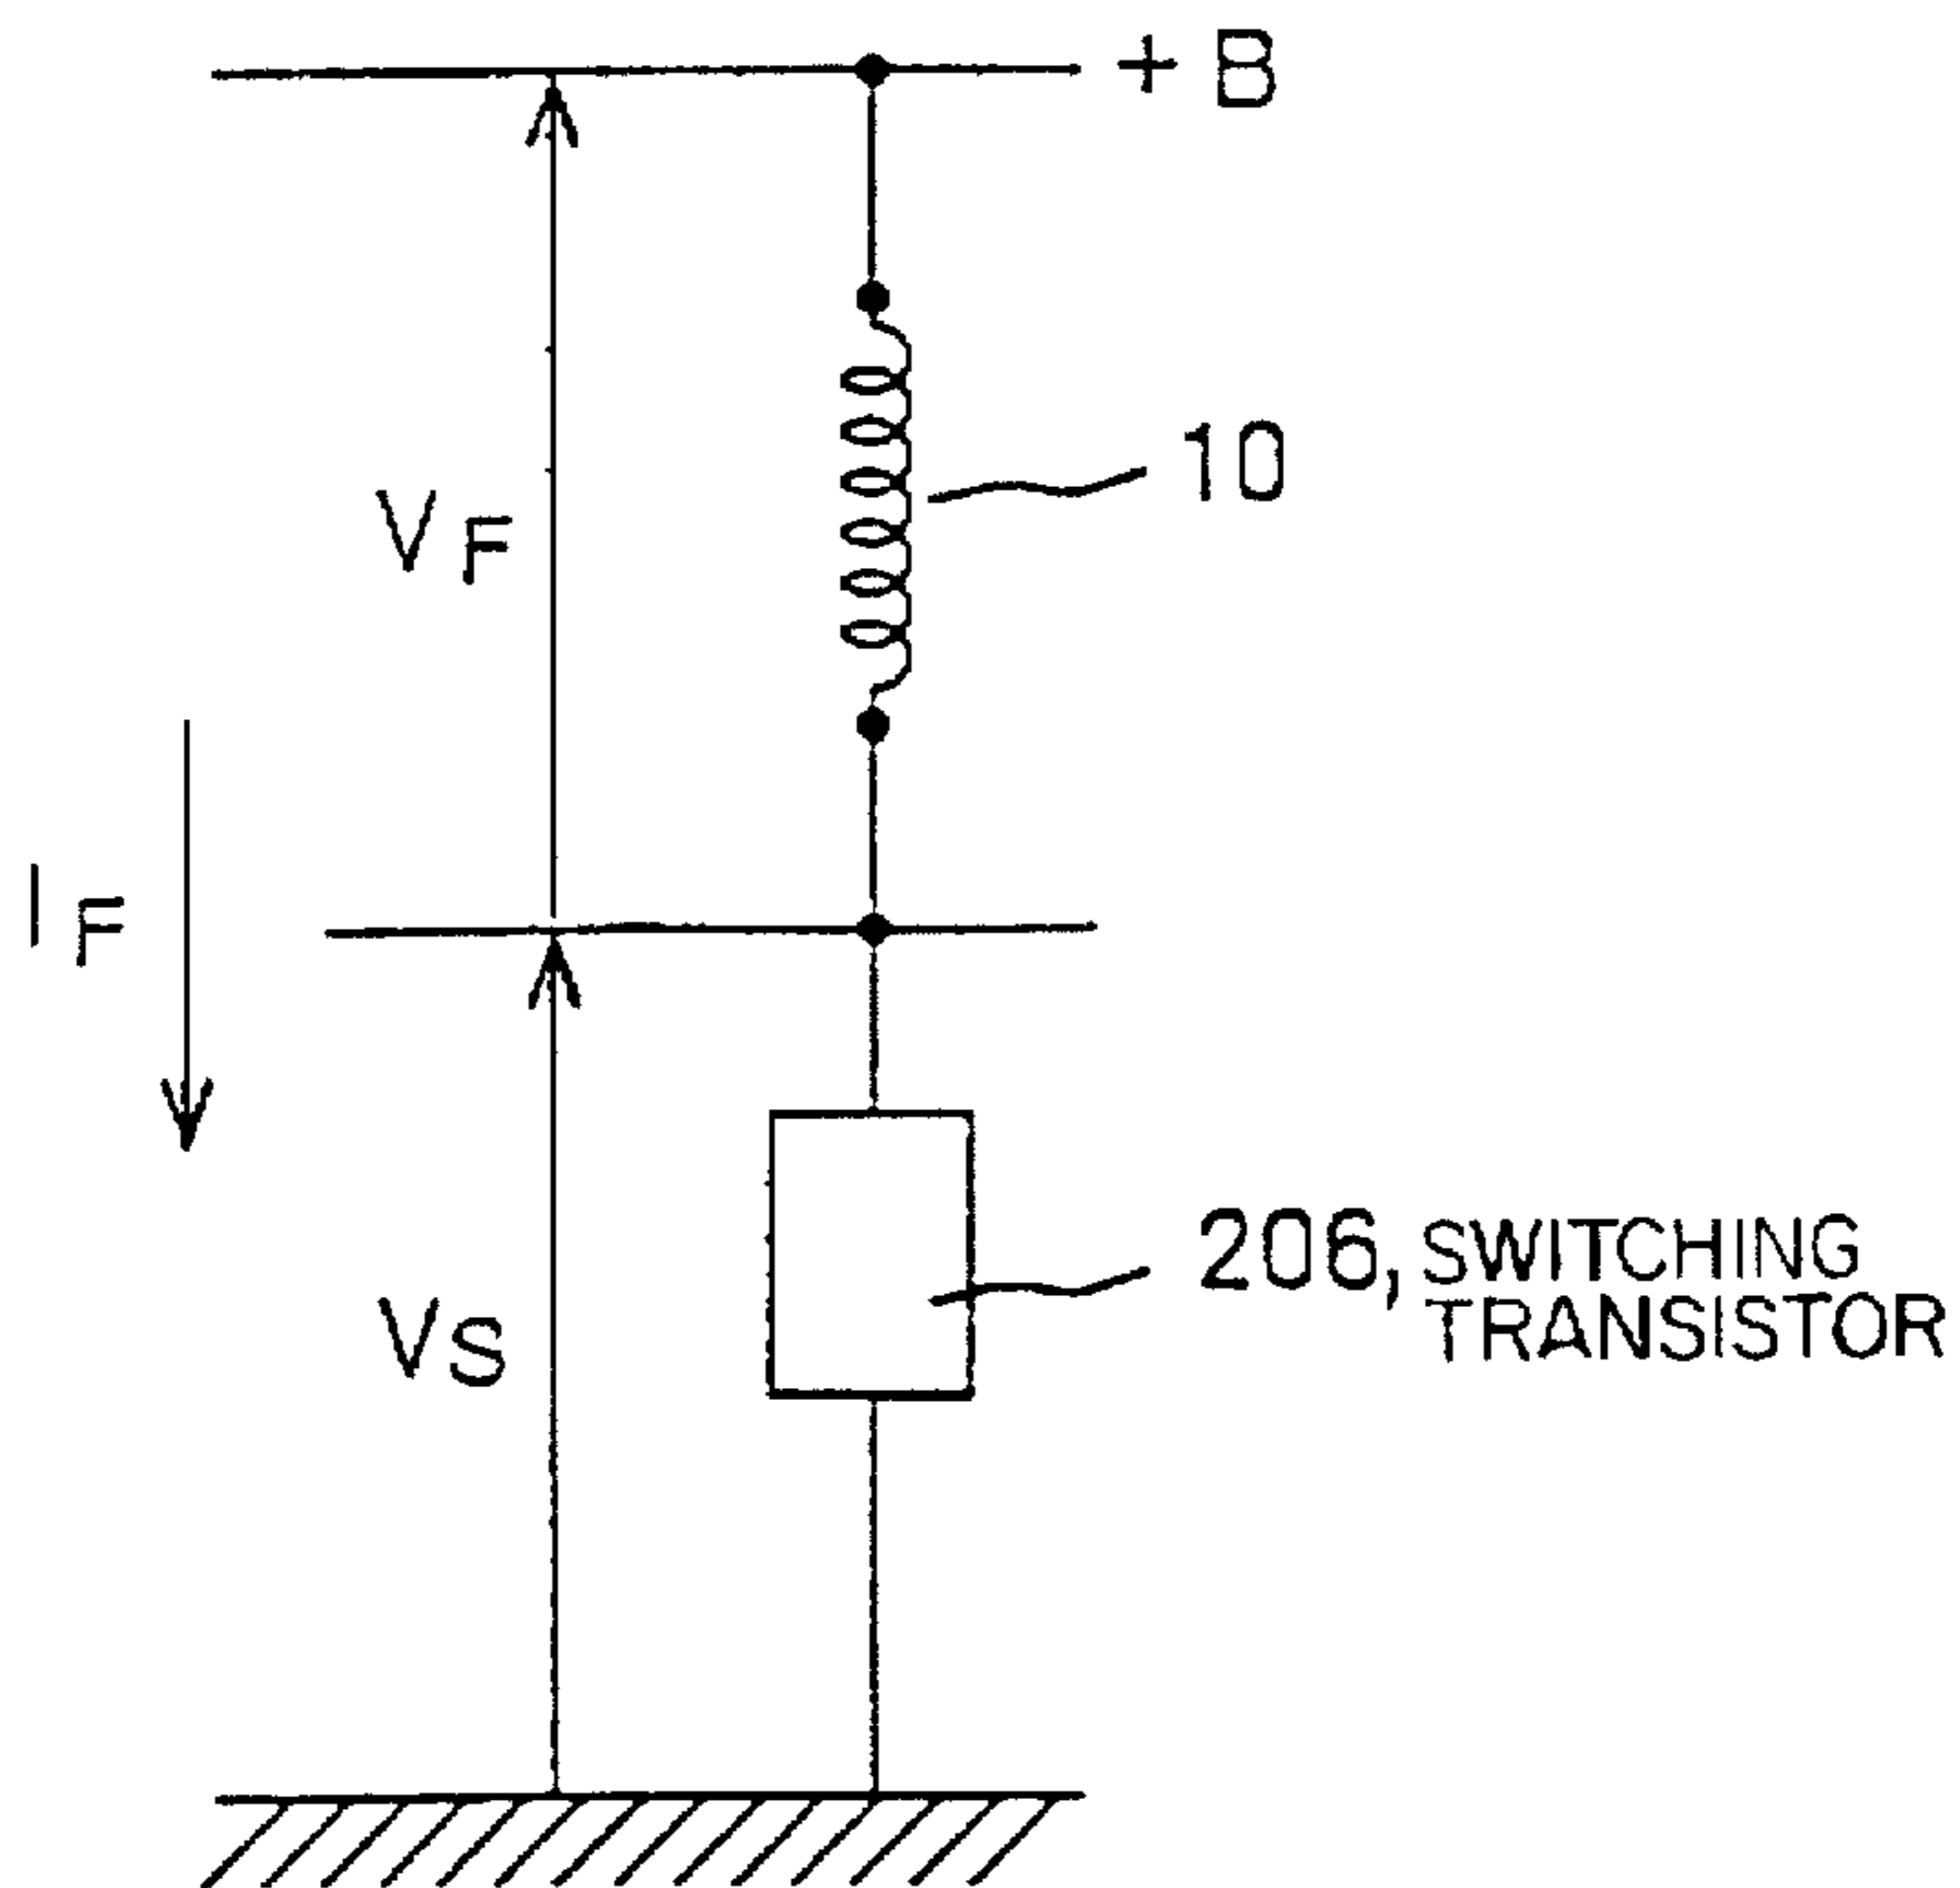 +B
10
VF
IF
206, SWITCHING
TRANSISTOR
VS